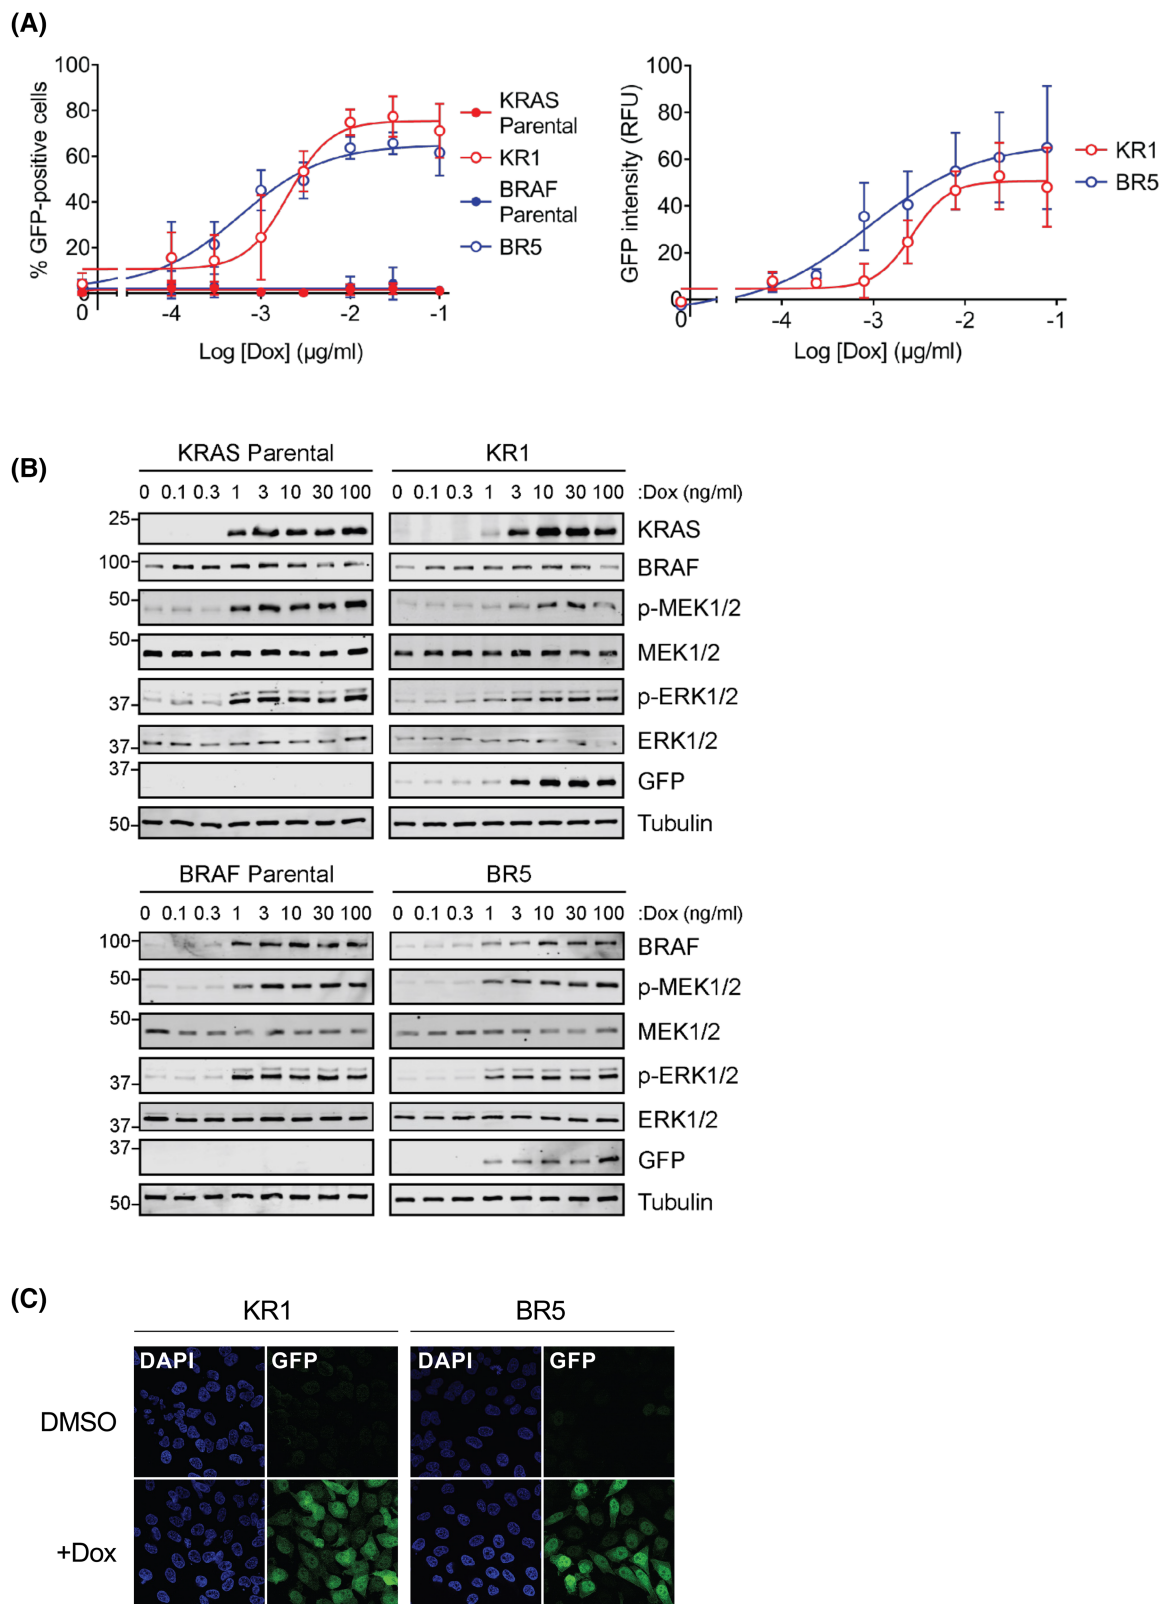 (A)
100
80
60
40
20
0
% GFP-positive cells
0
-4
-3
-2
-1
Log [Dox] (µg/ml)
KRAS
Parental
KR1
BRAF
Parental
BR5
100
80
60
40
20
0
GFP intensity (RFU)
0
-4
-3
-2
-1
Log [Dox] (µg/ml)
KR1
BR5
(B)
KRAS Parental
KR1
0 0.1 0.3 1 3 10 30 100
0 0.1 0.3 1 3 10 30 100 :Dox (ng/ml)
25
KRAS
100
BRAF
50
p-MEK1/2
50
MEK1/2
37
p-ERK1/2
37
ERK1/2
37
GFP
50
Tubulin
BRAF Parental
BR5
0 0.1 0.3 1 3 10 30 100
0 0.1 0.3 1 3 10 30 100 :Dox (ng/ml)
100
BRAF
50
p-MEK1/2
50
MEK1/2
37
p-ERK1/2
37
ERK1/2
37
GFP
50
Tubulin
(C)
KR1
BR5
DAPI
GFP
DAPI
GFP
DMSO
+Dox